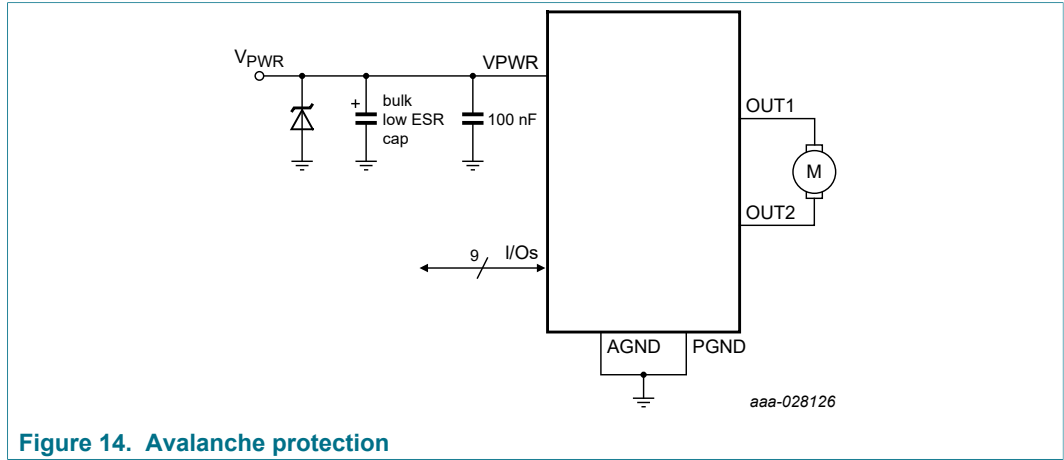 VPWR
VPWR
+
bulk
low ESR
cap
100 nF
OUT1
M
OUT2
9
I/Os
AGND
PGND
aaa-028126
Figure 14. Avalanche protection